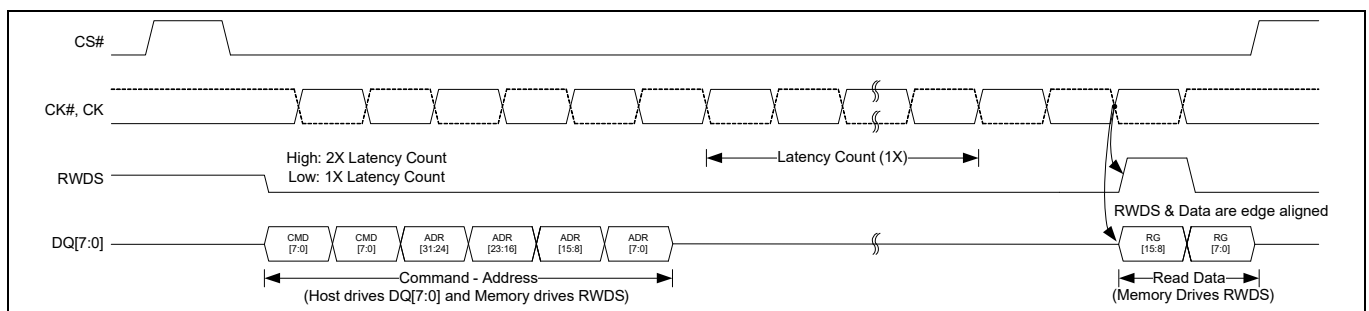 CS#
CK#, CK
High: 2X Latency Count
Low: 1X Latency Count
Latency Count (1X)
RWDS
RWDS & Data are edge aligned
DQ[7:0]
CMD [7:0] CMD [7:0] ADR [31:24] ADR [23:16] ADR [15:8] ADR [7:0] RG [15:8] RG [7:0]
Command - Address
(Host drives DQ[7:0] and Memory drives RWDS)
Read Data
(Memory Drives RWDS)